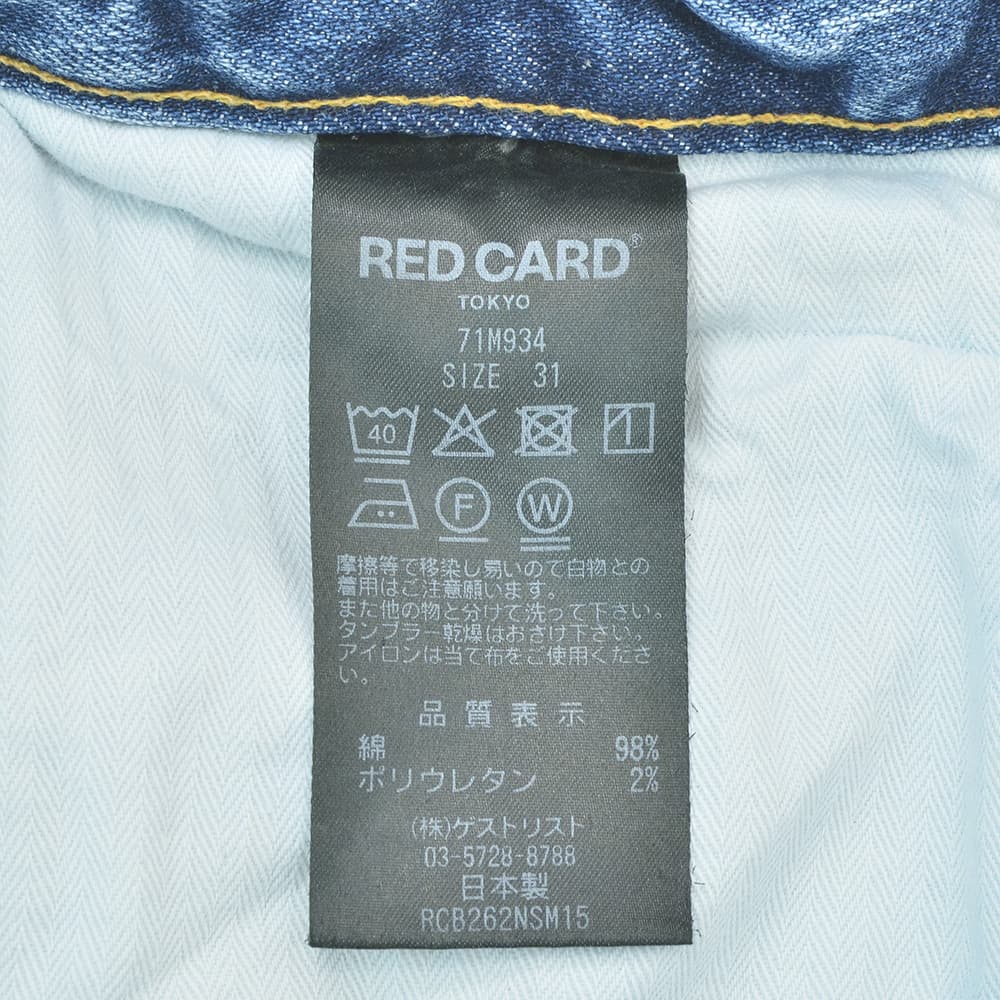 RED CARD®
TOKYO
71M934
SIZE 31
40
F
W
摩擦等で移染し易いので白物との
着用はご注意願います。
また他の物と分けて洗って下さい。
タンブラー乾燥はおさけ下さい。
アイロンは当て布をご使用くださ
い。
品質表示
綿 98%
ポリウレタン 2%
(株)ゲストリスト
03-5728-8788
日本製
RCB262NSM15